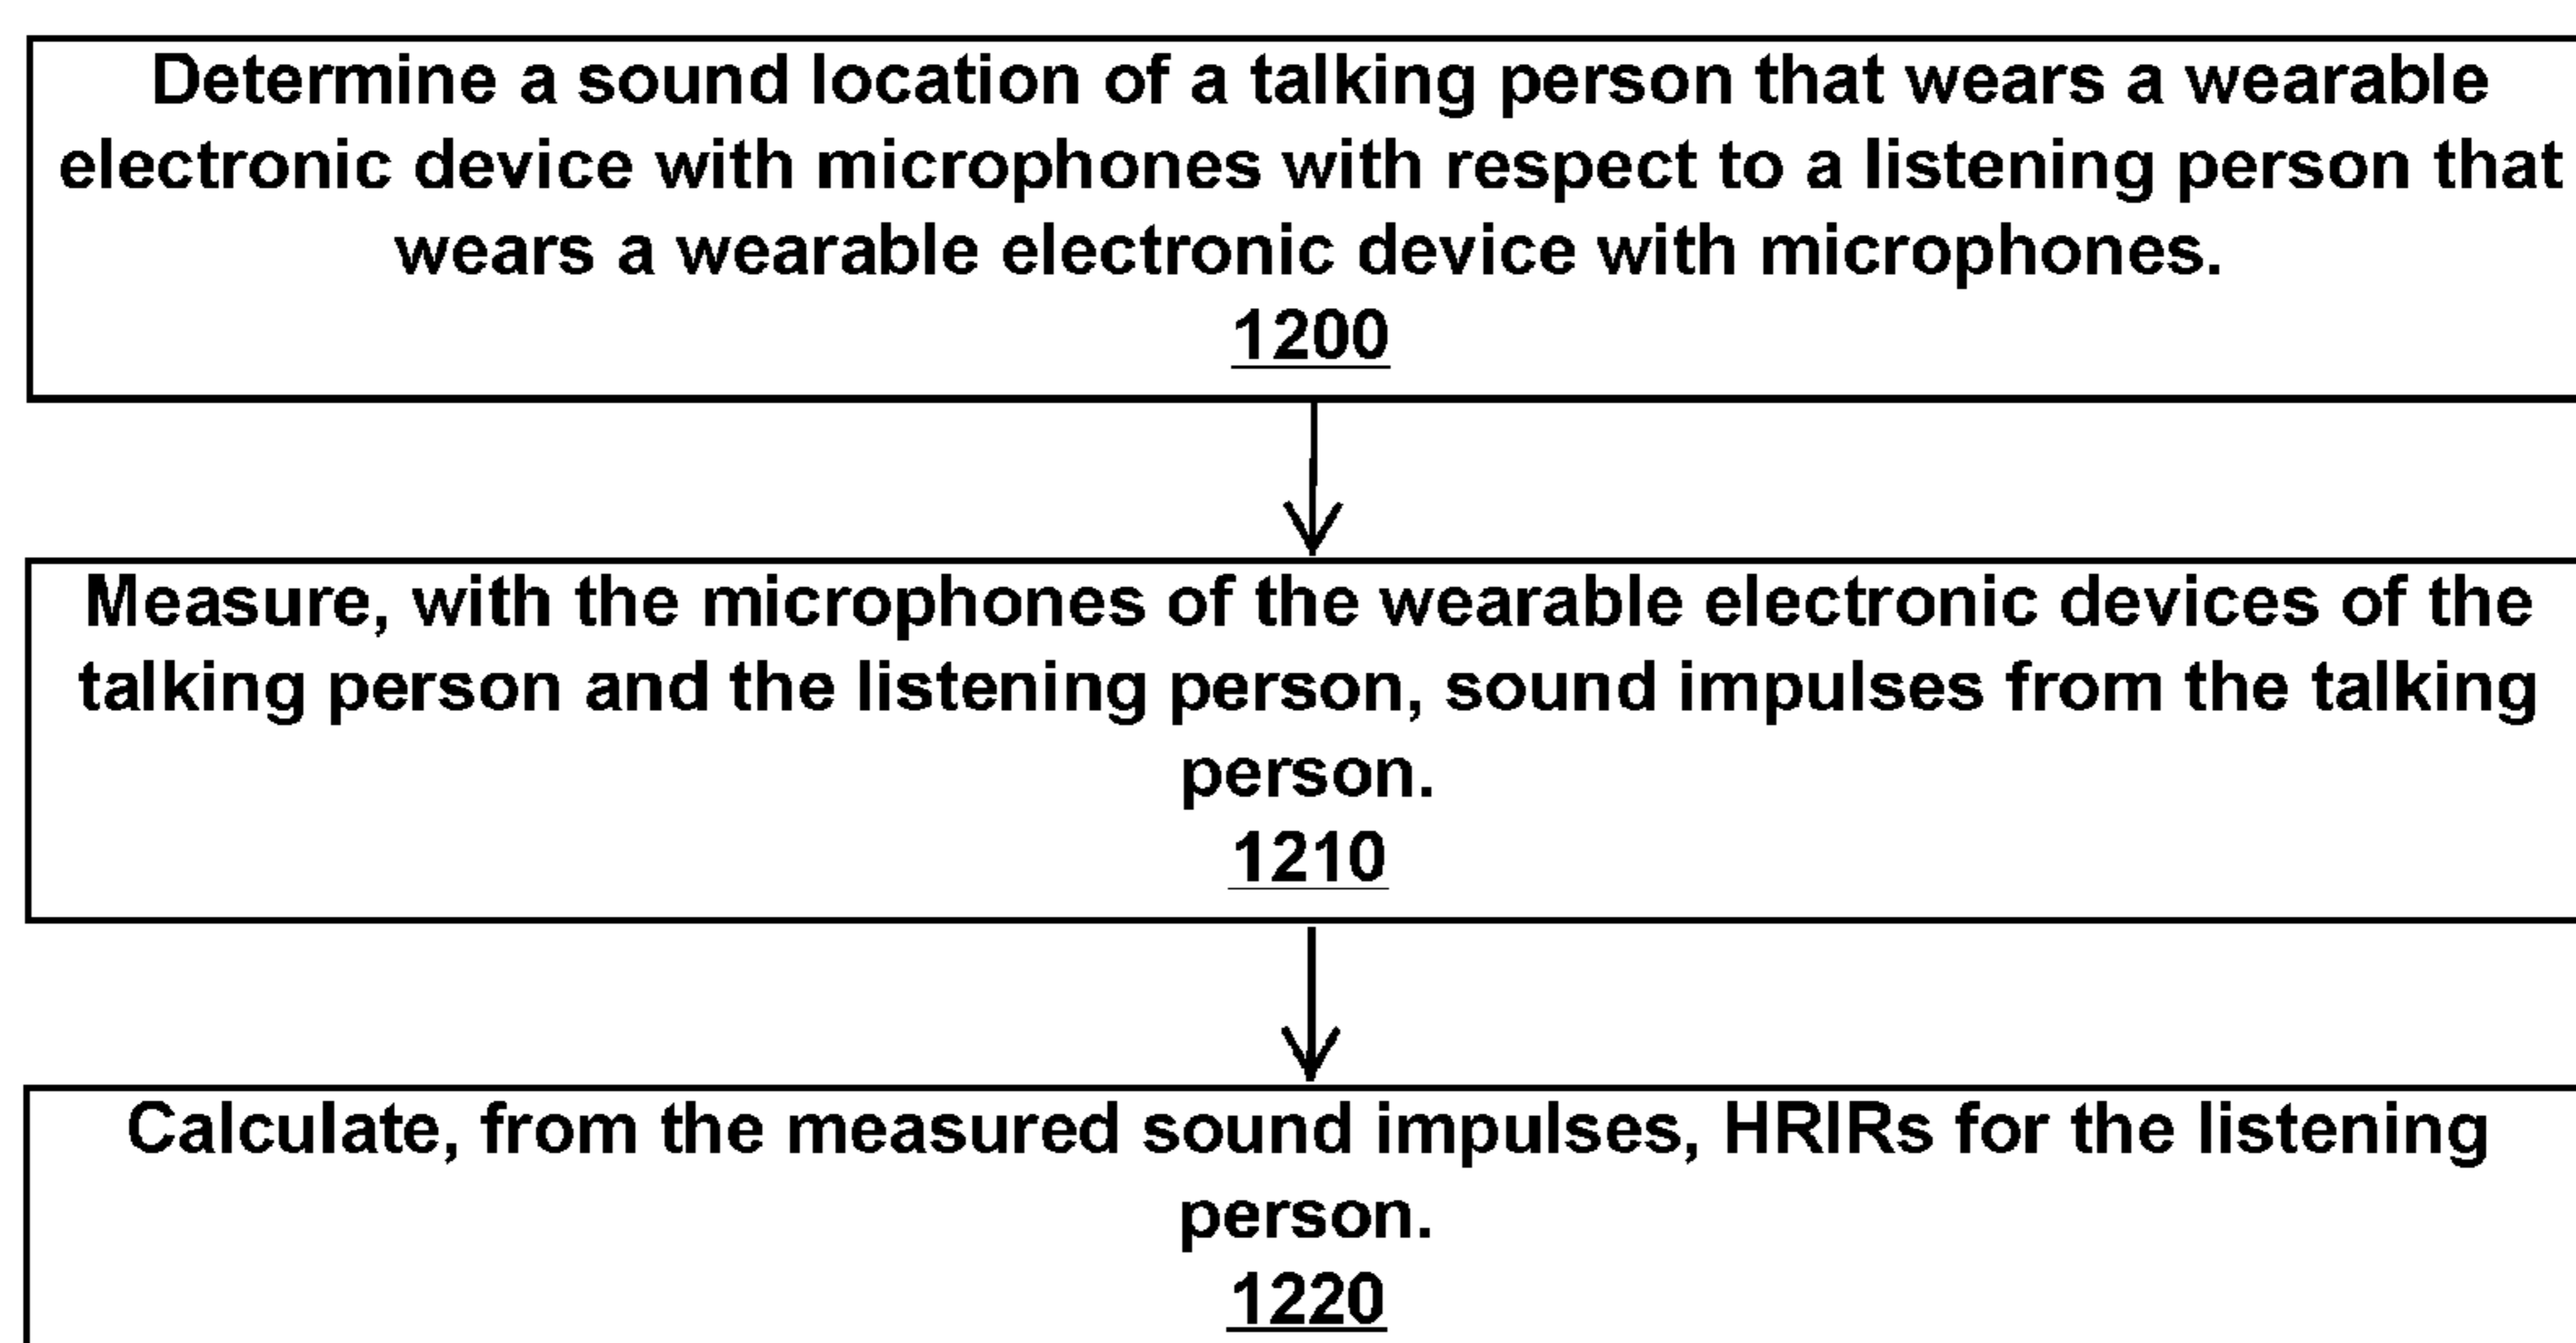 Determine a sound location of a talking person that wears a wearable
electronic device with microphones with respect to a listening person that
wears a wearable electronic device with microphones.
1200
Measure, with the microphones of the wearable electronic devices of the
talking person and the listening person, sound impulses from the talking
person.
1210
Calculate, from the measured sound impulses, HRIRs for the listening
person.
1220